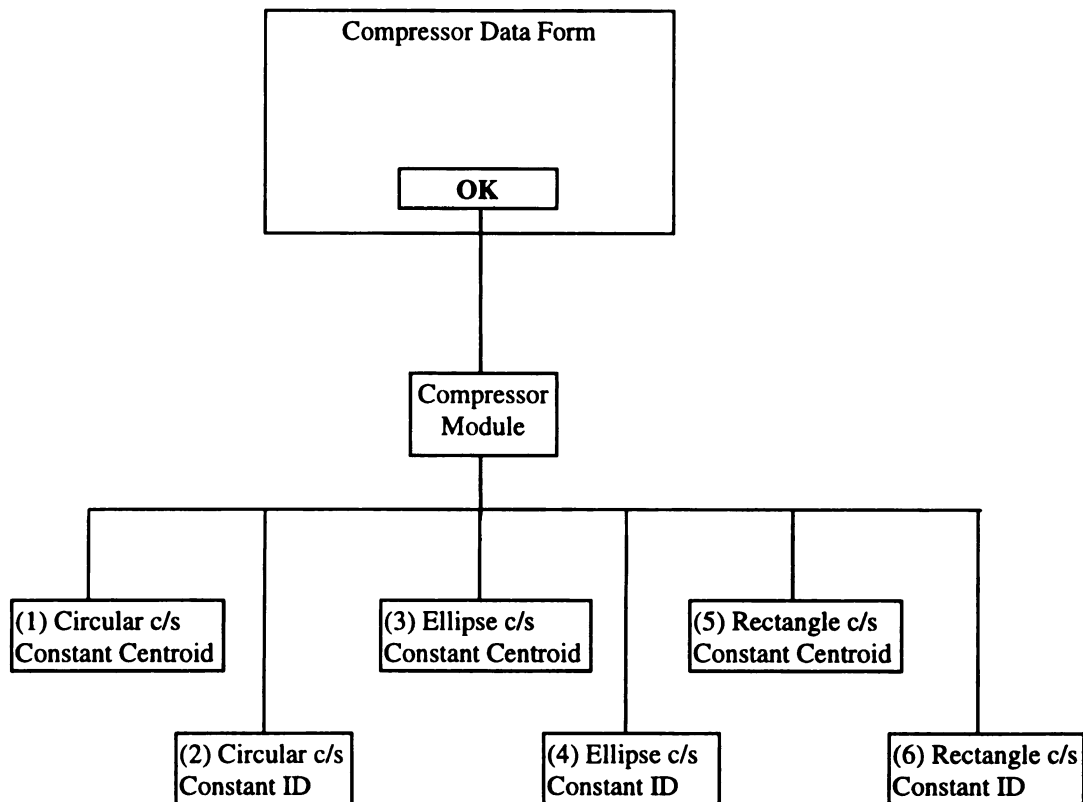 Compressor Data Form
OK
Compressor
Module
(1) Circular c/s
Constant Centroid
(3) Ellipse c/s
Constant Centroid
(5) Rectangle c/s
Constant Centroid
(2) Circular c/s
Constant ID
(4) Ellipse c/s
Constant ID
(6) Rectangle c/s
Constant ID